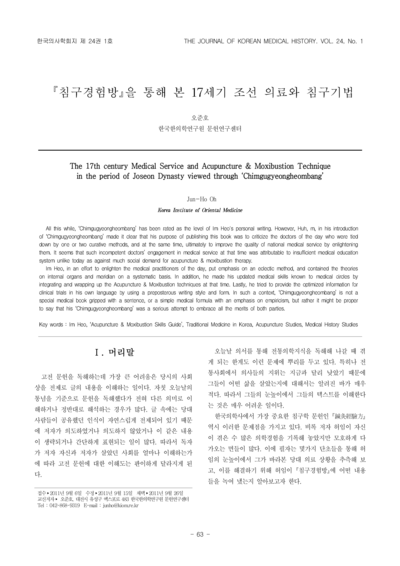 한국의사학회지 제 24권 1호
THE JOURNAL OF KOREAN MEDICAL HISTORY. VOL. 24, No. 1
『침구경험방』을 통해 본 17세기 조선 의료와 침구기법
오준호
한국한의학연구원 문헌연구센터
The 17th century Medical Service and Acupuncture & Moxibustion Technique
in the period of Joseon Dynasty viewed through 'Chimgugyeongheombang'
Jun-Ho Oh
Korea Institute of Oriental Medicine
All this while, "Chimgugyeongheombang" has been rated as the level of Im Hoo's personal writing. However, Huh, Im, in his introduction
of "Chimgugyeongheombang" made it clear that his purpose of publishing this book was to criticize the doctors of the day who were tied
down by one or two curative methods, and at the same time, ultimately to improve the quality of national medical service by enlightening
them. It seems that such incompetent doctors' engagement in medical service at that time was attributable to insufficient medical education
system unlike today as against much social demand for acupuncture & moxibustion therapy.
Im Hoo, in an effort to enlighten the medical practitioners of the day, put emphasis on an eclectic method, and contained the theories
on internal organs and meridian on a systematic basis. In addition, he made his updated medical skills known to medical circles by
integrating and wrapping up the Acupuncture & Moxibustion techniques at that time. Lastly, he tried to provide the optimized information for
clinical trials in his own language by using a preposterous writing style and form. In such a context, "Chimgugyeongheombang" is not a
special medical book gripped with a sentence, or a simple medical formula with an emphasis on empiricism, but rather it might be proper
to say that his "Chimgugyeongheombang" was a serious attempt to embrace all the merits of both parties.
Key words : Im Hoo, 'Acupuncture & Moxibustion Skills Guide', Traditional Medicine in Korea, Acupuncture Studies, Medical History Studies
I. 머리말
고전 문헌을 독해하는데 가장 큰 어려움은 당시의 사회
상을 전제로 글의 내용을 이해하는 일이다. 자칫 오늘날의
통념을 기준으로 문헌을 독해했다가 전혀 다른 의미로 이
해하거나 정반대로 해석하는 경우가 많다. 글 속에는 당대
사람들이 공유했던 인식이 자연스럽게 전제되어 있기 때문
에 저자가 의도하였거나 의도하지 않았거나 이 같은 내용
이 생략되거나 간단하게 표현되는 일이 많다. 따라서 독자
가 저자 자신과 저자가 살았던 사회를 얼마나 이해하는가
에 따라 고전 문헌에 대한 이해도는 판이하게 달라지게 된
다.
접수▪2011년 9월 8일 수정▪2011년 9월 13일 채택▪2011년 9월 26일
교신저자▪ 오준호, 대전시 유성구 엑스포로 483 한국한의학연구원 문헌연구센터
Tel : 042-868-9319 E-mail : junho@kiom.re.kr
오늘날 의서를 통해 전통의학지식을 독해해 나갈 때 겪
게 되는 한계도 이런 문제에 뿌리를 두고 있다. 특히나 전
통사회에서 의사들의 지위는 지금과 달리 낮았기 때문에
그들이 어떤 삶을 살았는지에 대해서는 알려진 바가 매우
적다. 따라서 그들의 눈높이에서 그들의 텍스트를 이해한다
는 것은 매우 어려운 일이다.
한국의학사에서 가장 중요한 침구학 문헌인 『鍼灸經驗方』
역시 이러한 문제점을 가지고 있다. 비록 저자 허임이 자신
이 겪은 수 많은 의학경험을 기록해 놓았지만 모호하게 다
가오는 면들이 많다. 이에 필자는 몇가지 단초들을 통해 허
임의 눈높이에서 그가 바라본 당대 의료 상황을 추측해 보
고, 이를 해결하기 위해 허임이 『침구경험방』에 어떤 내용
들을 녹여 냈는지 알아보고자 한다.
- 63 -